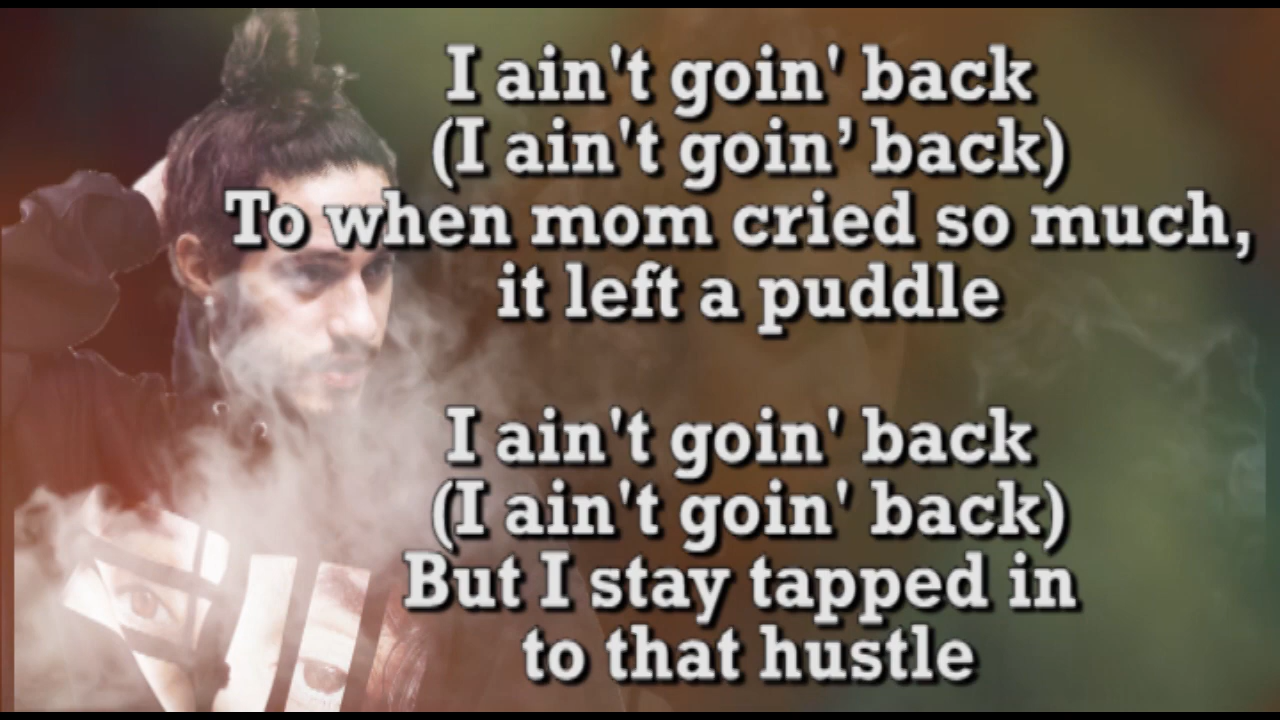 I ain't goin' back
(I ain't goin’ back)
To when mom cried so much,
it left a puddle
I ain't goin' back
(I ain't goin' back)
But I stay tapped in
to that hustle